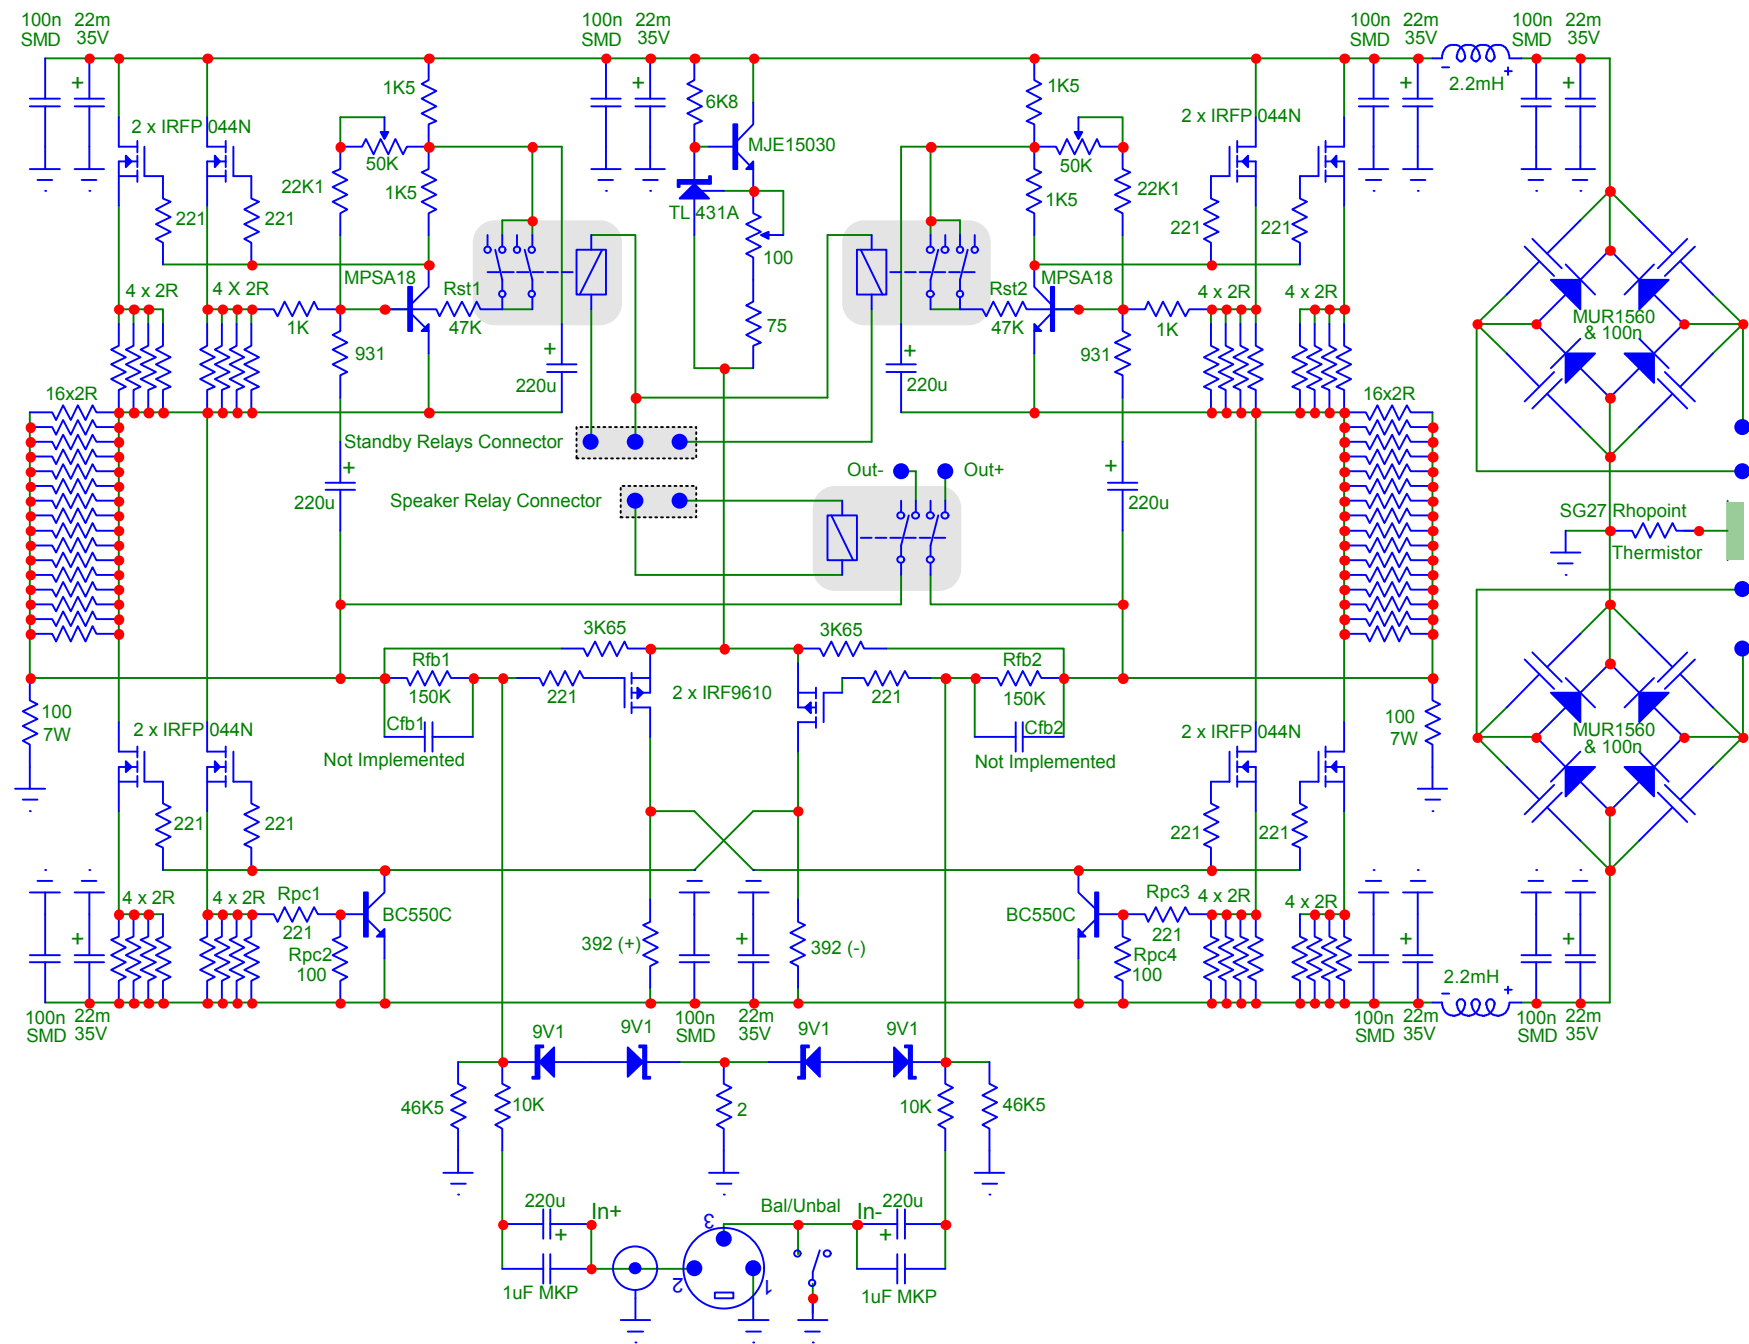 100n 22m
SMD 35V
100n 22m
SMD 35V
100n 22m
SMD 35V
100n 22m
SMD 35V
-
+
2.2mH
+
+
+
+
1K5
6K8
1K5
2 x IRFP 044N
2 x IRFP 044N
50K
MJE15030
50K
22K1
1K5
TL 431A
1K5
22K1
221
221
221
221
100
MPSA18
MPSA18
4 x 2R
4 X 2R
Rst1
Rst2
4 x 2R
4 x 2R
1K
47K
75
47K
1K
MUR1560
& 100n
931
931
+
220u
+
220u
16x2R
16x2R
Standby Relays Connector
+
220u
Out-
Out+
+
220u
Speaker Relay Connector
SG27 Rhopoint
Thermistor
3K65
3K65
Rfb1
150K
Rfb2
150K
221
2 x IRF9610
221
100
7W
Cfb1
Cfb2
100
7W
Not Implemented
Not Implemented
2 x IRFP 044N
2 x IRFP 044N
MUR1560
& 100n
221
221
221
221
4 x 2R
4 x 2R
Rpc1
221
BC550C
BC550C
Rpc3
221
4 x 2R
4 x 2R
Rpc2
100
392 (+)
392 (-)
Rpc4
100
+
+
+
+
2.2mH
-
+
100n 22m
SMD 35V
100n 22m
SMD 35V
100n 22m
SMD 35V
100n 22m
SMD 35V
9V1
9V1
9V1
9V1
46K5
10K
2
10K
46K5
220u
In+
Bal/Unbal
In-
220u
+
3
+
2
1
1uF MKP
1uF MKP